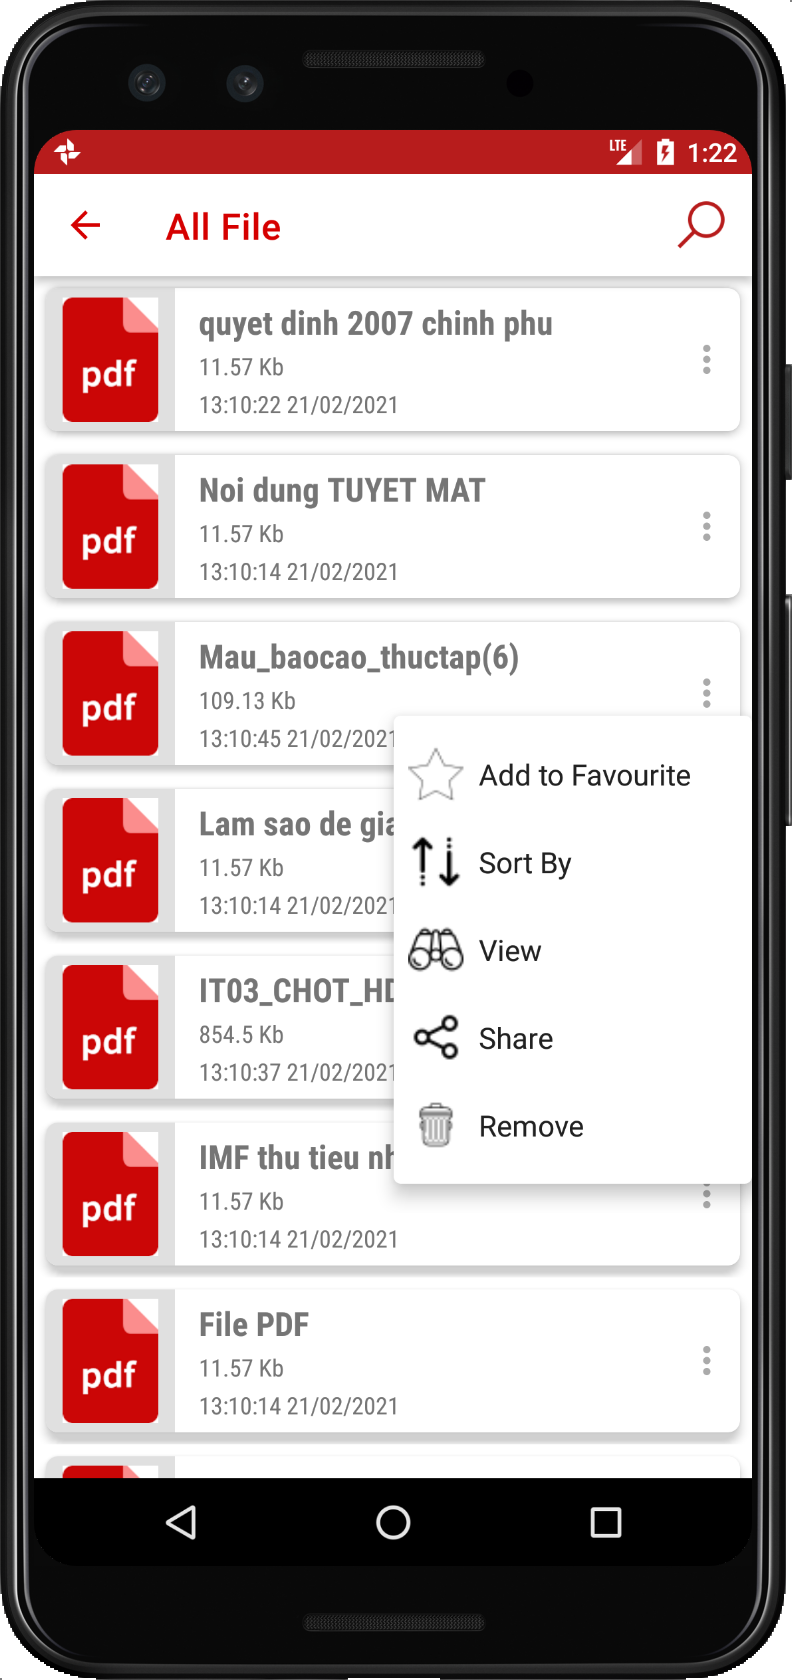 LTE 1:22
All File
pdf
quyet dinh 2007 chinh phu
11.57 Kb
13:10:22 21/02/2021
pdf
Noi dung TUYET MAT
11.57 Kb
13:10:14 21/02/2021
pdf
Mau_baocao_thuctap(6)
109.13 Kb
13:10:45 21/02/2021
pdf
Lam sao de gia
11.57 Kb
13:10:14 21/02/2021
pdf
IT03_CHOT_HD
854.5 Kb
13:10:37 21/02/2021
pdf
IMF thu tieu nh
11.57 Kb
13:10:14 21/02/2021
pdf
File PDF
11.57 Kb
13:10:14 21/02/2021
Add to Favourite
Sort By
View
Share
Remove